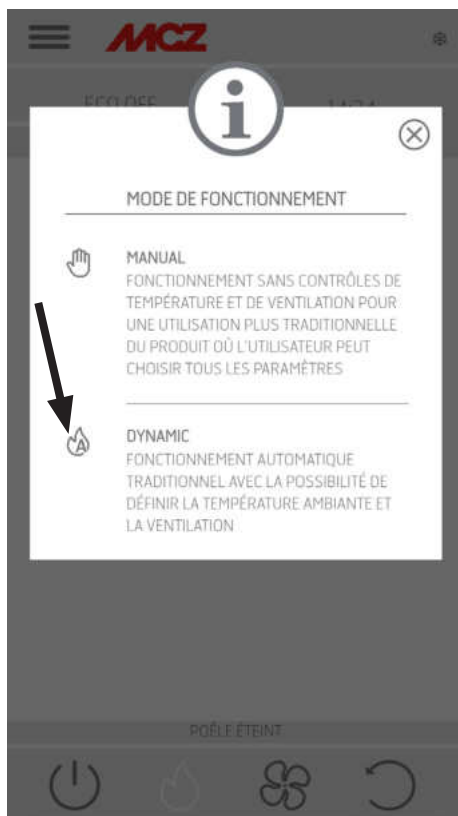 MCZ
ECO OFF
i
MODE DE FONCTIONNEMENT
MANUAL
FONCTIONNEMENT SANS CONTRÔLES DE
TEMPÉRATURE ET DE VENTILATION POUR
UNE UTILISATION PLUS TRADITIONNELLE
DU PRODUIT OÙ L'UTILISATEUR PEUT
CHOISIR TOUS LES PARAMÈTRES
A
DYNAMIC
FONCTIONNEMENT AUTOMATIQUE
TRADITIONNEL AVEC LA POSSIBILITÉ DE
DÉFINIR LA TEMPÉRATURE AMBIANTE ET
LA VENTILATION
POÊLE ÉTEINT